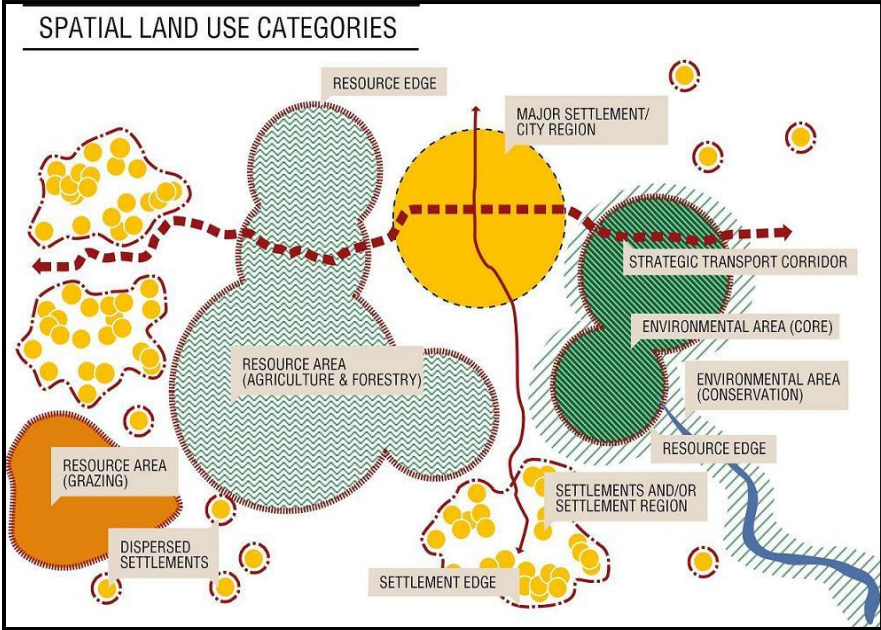 SPATIAL LAND USE CATEGORIES
RESOURCE EDGE
MAJOR SETTLEMENT/
CITY REGION
STRATEGIC TRANSPORT CORRIDOR
ENVIRONMENTAL AREA (CORE)
RESOURCE AREA
(AGRICULTURE & FORESTRY)
ENVIRONMENTAL AREA
(CONSERVATION)
RESOURCE EDGE
RESOURCE AREA
(GRAZING)
SETTLEMENTS AND/OR
SETTLEMENT REGION
DISPERSED
SETTLEMENTS
SETTLEMENT EDGE